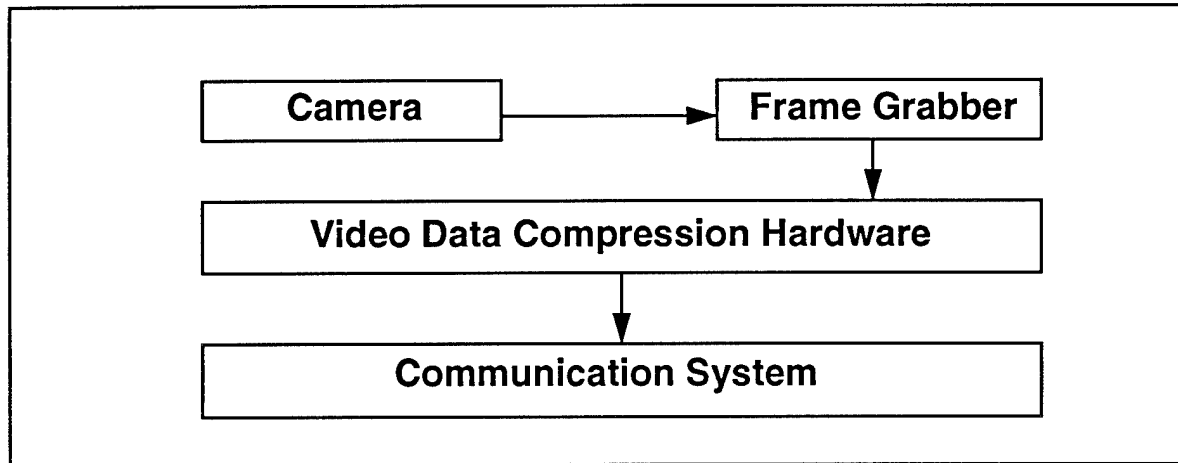 Camera
Frame Grabber
Video Data Compression Hardware
Communication System